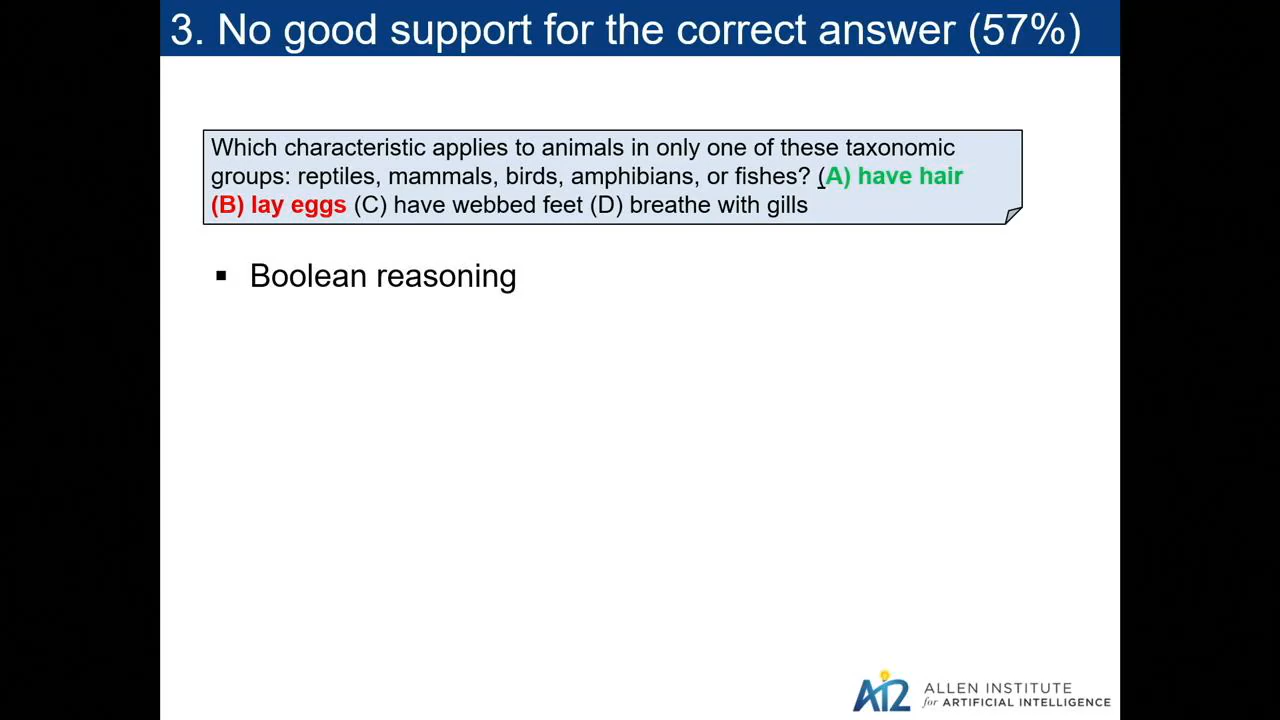 3. No good support for the correct answer (57%)
Which characteristic applies to animals in only one of these taxonomic
groups: reptiles, mammals, birds, amphibians, or fishes? (A) have hair
(B) lay eggs (C) have webbed feet (D) breathe with gills
▪ Boolean reasoning
AI2 ALLEN INSTITUTE
for ARTIFICIAL INTELLIGENCE